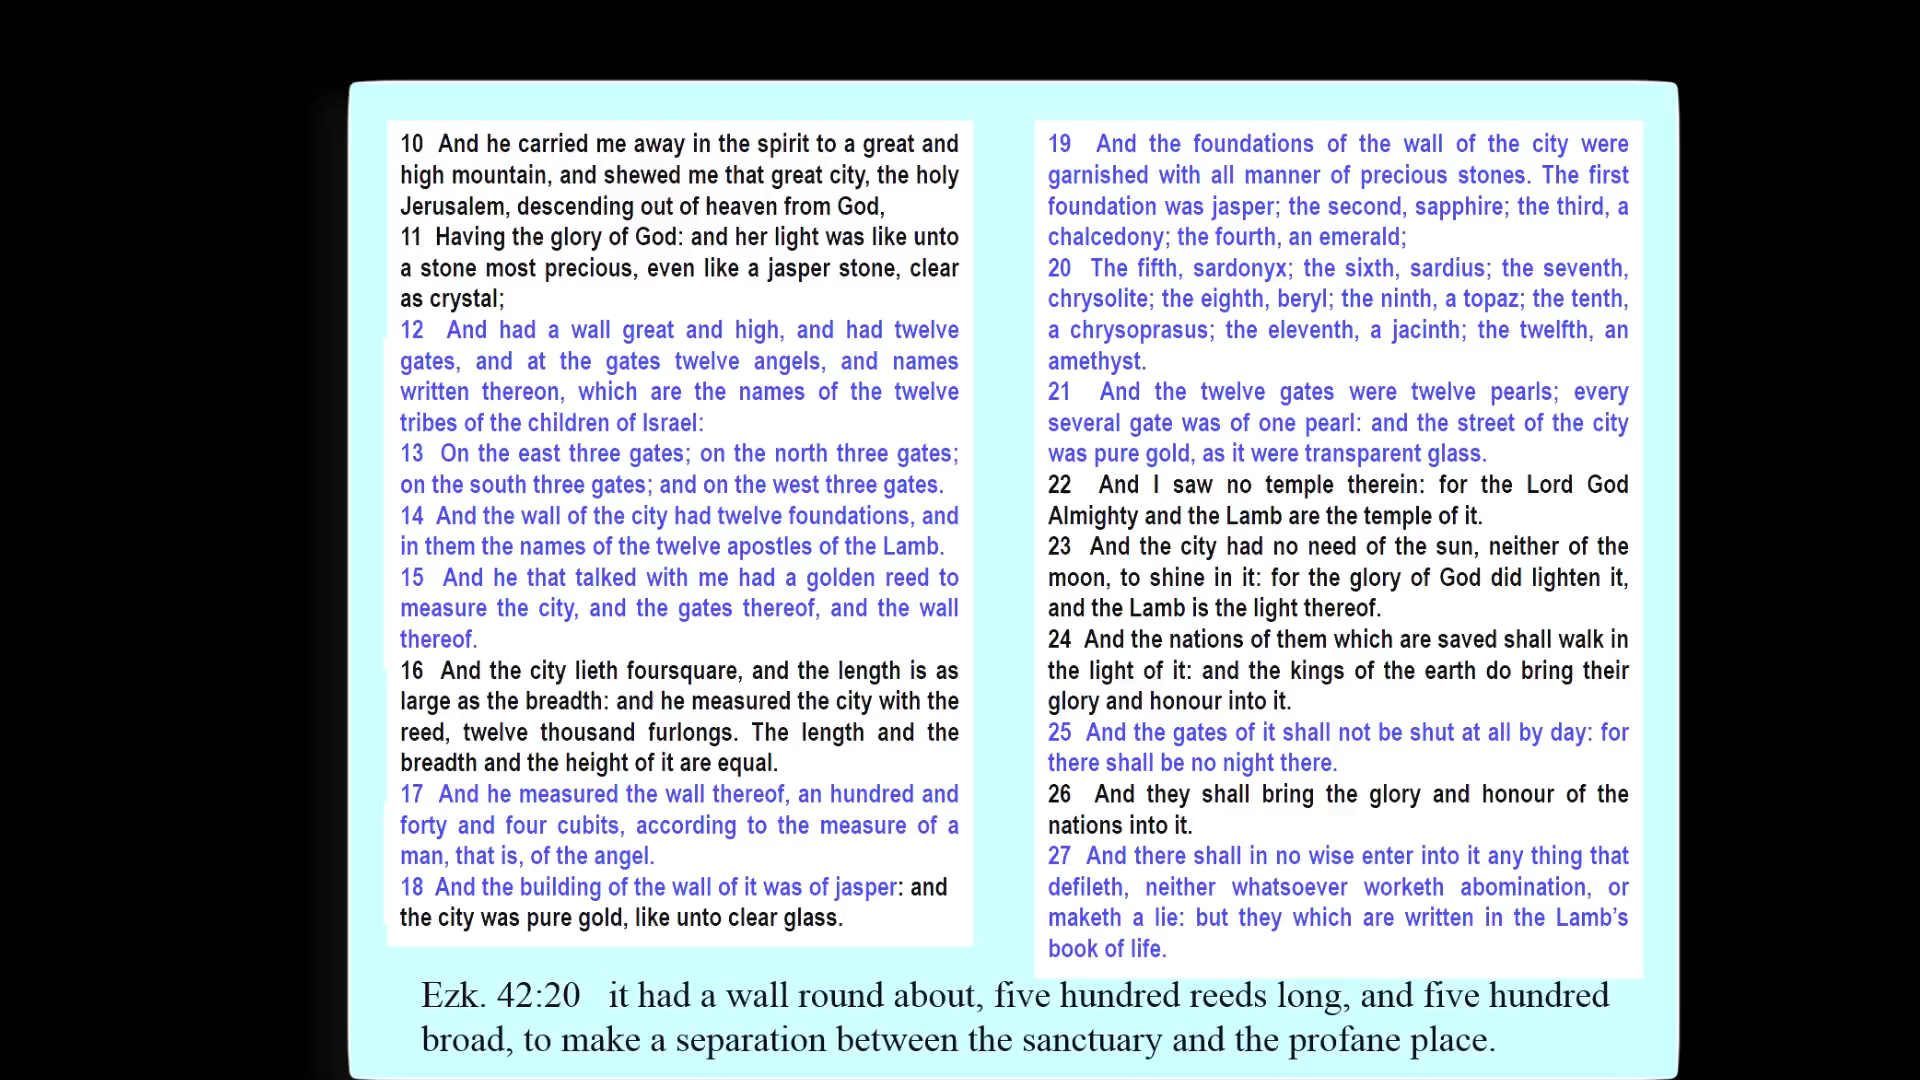 10 And he carried me away in the spirit to a great and
high mountain, and shewed me that great city, the holy
Jerusalem, descending out of heaven from God,
11 Having the glory of God: and her light was like unto
a stone most precious, even like a jasper stone, clear
as crystal;
12 And had a wall great and high, and had twelve
gates, and at the gates twelve angels, and names
written thereon, which are the names of the twelve
tribes of the children of Israel:
13 On the east three gates; on the north three gates;
on the south three gates; and on the west three gates.
14 And the wall of the city had twelve foundations, and
in them the names of the twelve apostles of the Lamb.
15 And he that talked with me had a golden reed to
measure the city, and the gates thereof, and the wall
thereof.
16 And the city lieth foursquare, and the length is as
large as the breadth: and he measured the city with the
reed, twelve thousand furlongs. The length and the
breadth and the height of it are equal.
17 And he measured the wall thereof, an hundred and
forty and four cubits, according to the measure of a
man, that is, of the angel.
18 And the building of the wall of it was of jasper: and
the city was pure gold, like unto clear glass.
19 And the foundations of the wall of the city were
garnished with all manner of precious stones. The first
foundation was jasper; the second, sapphire; the third, a
chalcedony; the fourth, an emerald;
20 The fifth, sardonyx; the sixth, sardius; the seventh,
chrysolite; the eighth, beryl; the ninth, a topaz; the tenth,
a chrysoprasus; the eleventh, a jacinth; the twelfth, an
amethyst.
21 And the twelve gates were twelve pearls; every
several gate was of one pearl: and the street of the city
was pure gold, as it were transparent glass.
22 And I saw no temple therein: for the Lord God
Almighty and the Lamb are the temple of it.
23 And the city had no need of the sun, neither of the
moon, to shine in it: for the glory of God did lighten it,
and the Lamb is the light thereof.
24 And the nations of them which are saved shall walk in
the light of it: and the kings of the earth do bring their
glory and honour into it.
25 And the gates of it shall not be shut at all by day: for
there shall be no night there.
26 And they shall bring the glory and honour of the
nations into it.
27 And there shall in no wise enter into it any thing that
defileth, neither whatsoever worketh abomination, or
maketh a lie: but they which are written in the Lamb’s
book of life.
Ezk. 42:20 it had a wall round about, five hundred reeds long, and five hundred
broad, to make a separation between the sanctuary and the profane place.